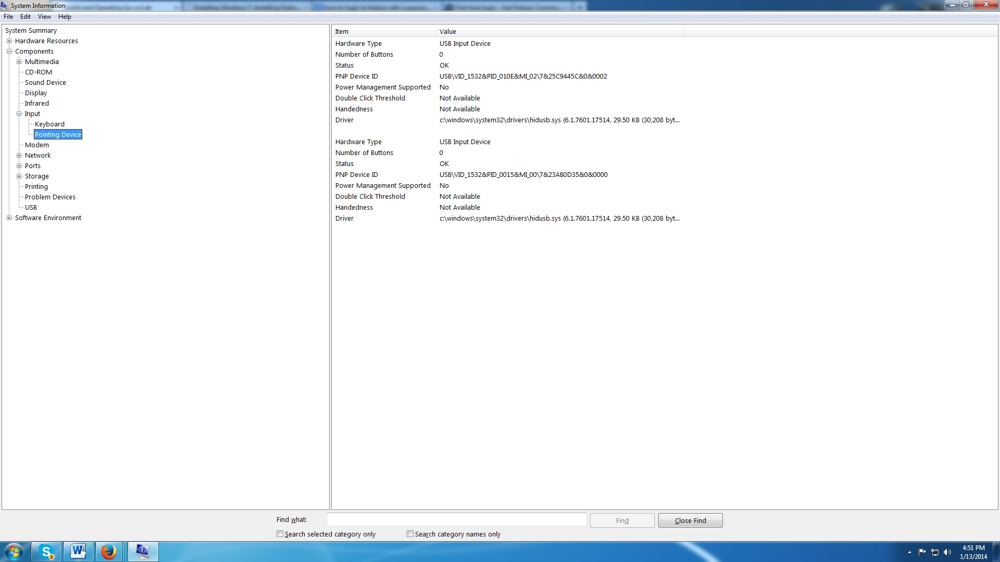 System Information
File Edit View Help
System Summary
Hardware Resources
Components
Multimedia
CD-ROM
Sound Device
Display
Infrared
Input
Keyboard
Pointing Device
Modem
Network
Ports
Storage
Printing
Problem Devices
USB
Software Environment
Item Value
Hardware Type USB Input Device
Number of Buttons 0
Status OK
PNP Device ID USB\VID_1532&PID_010E&MI_02\7&25C9445C&0&0002
Power Management Supported No
Double Click Threshold Not Available
Handedness Not Available
Driver c:\windows\system32\drivers\hidusb.sys (6.1.7601.17514, 29.50 KB (30,208 byt...
Hardware Type USB Input Device
Number of Buttons 0
Status OK
PNP Device ID USB\VID_1532&PID_0015&MI_00\7&23AB0D35&0&0000
Power Management Supported No
Double Click Threshold Not Available
Handedness Not Available
Driver c:\windows\system32\drivers\hidusb.sys (6.1.7601.17514, 29.50 KB (30,208 byt...
Find what: Find Close Find
Search selected category only Search category names only
S 2 W
4:51 PM
1/13/2014